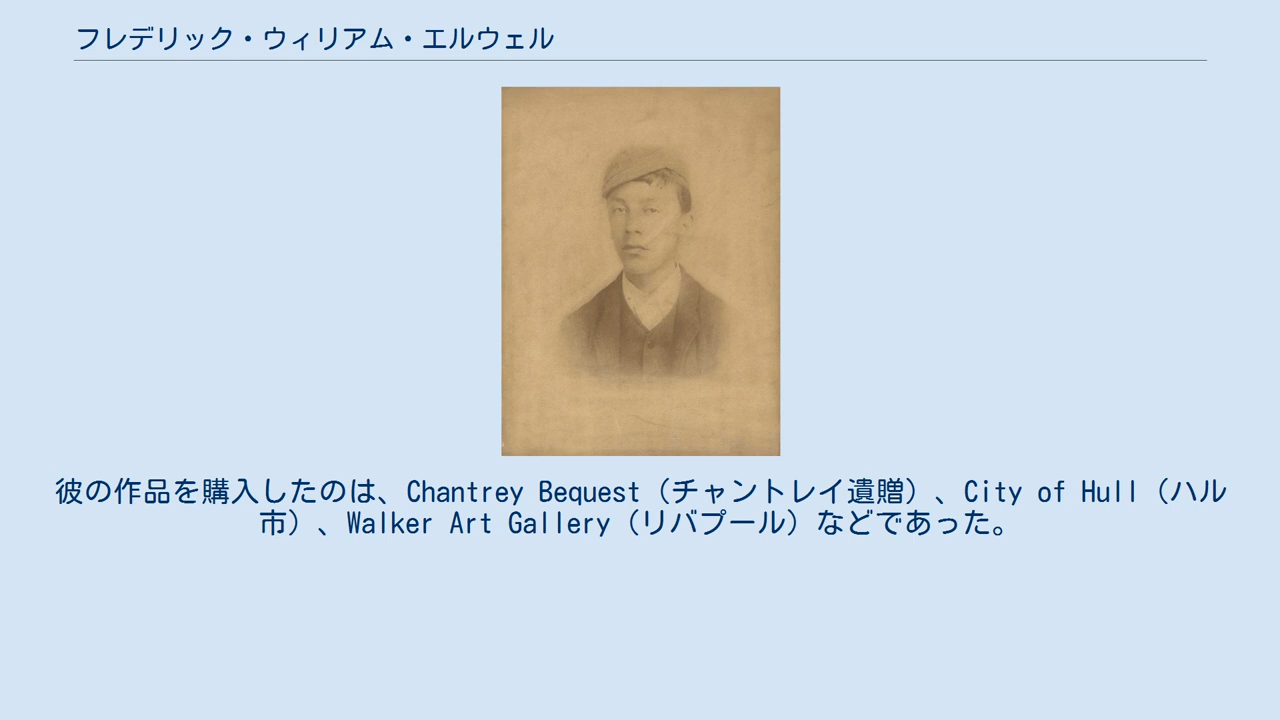 フレデリック・ウィリアム・エルウェル
彼の作品を購入したのは、Chantrey Bequest（チャントレイ遺贈）、City of Hull（ハル
市）、Walker Art Gallery（リバプール）などであった。